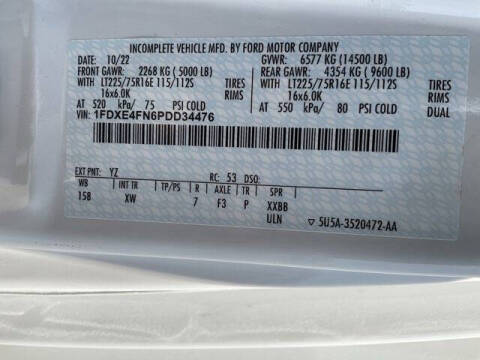 INCOMPLETE VEHICLE MFD. BY FORD MOTOR COMPANY
10/22 GVWR: 6577 KG (14500 LB)
FRONT GAWR: 2268 KG (5000 LB) REAR GAWR: 4354 KG (9600 LB)
WITH LT225/75R16E 115/112S TIRES WITH LT225/75R16E 115/112S TIRES
16x6.0K RIMS 16x6.0K RIMS
AT 520 kPa/ 75 PSI AT 550 kPa/ 80 PSI DUAL
VIN: 1FDXE4FN6PDD34476
EXT PNT: YZ RC: 53 DSO:
WB INT TR TP/PS R AXLE TR SPR
158 XW 7 F3 P XXBB
ULN 5U5A-3520472-AA